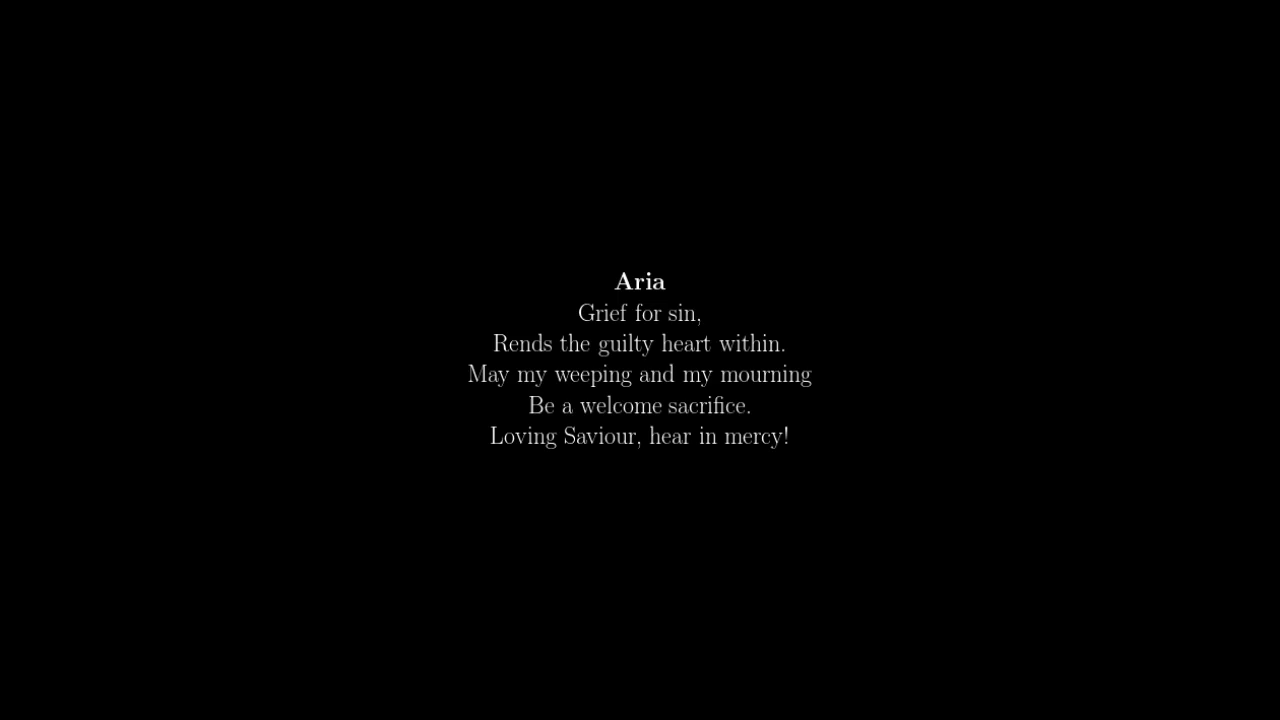 Aria
Grief for sin,
Rends the guilty heart within.
May my weeping and my mourning
Be a welcome sacrifice.
Loving Saviour, hear in mercy!